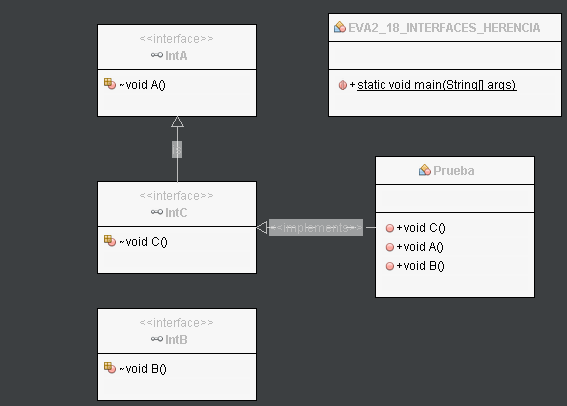 <<interface>>
IntA
~void A()
EVA2_18_INTERFACES_HERENCIA
+static void main(String[] args)
<<interface>>
IntC
~void C()
<<implements>>
Prueba
+void C()
+void A()
+void B()
<<interface>>
IntB
~void B()